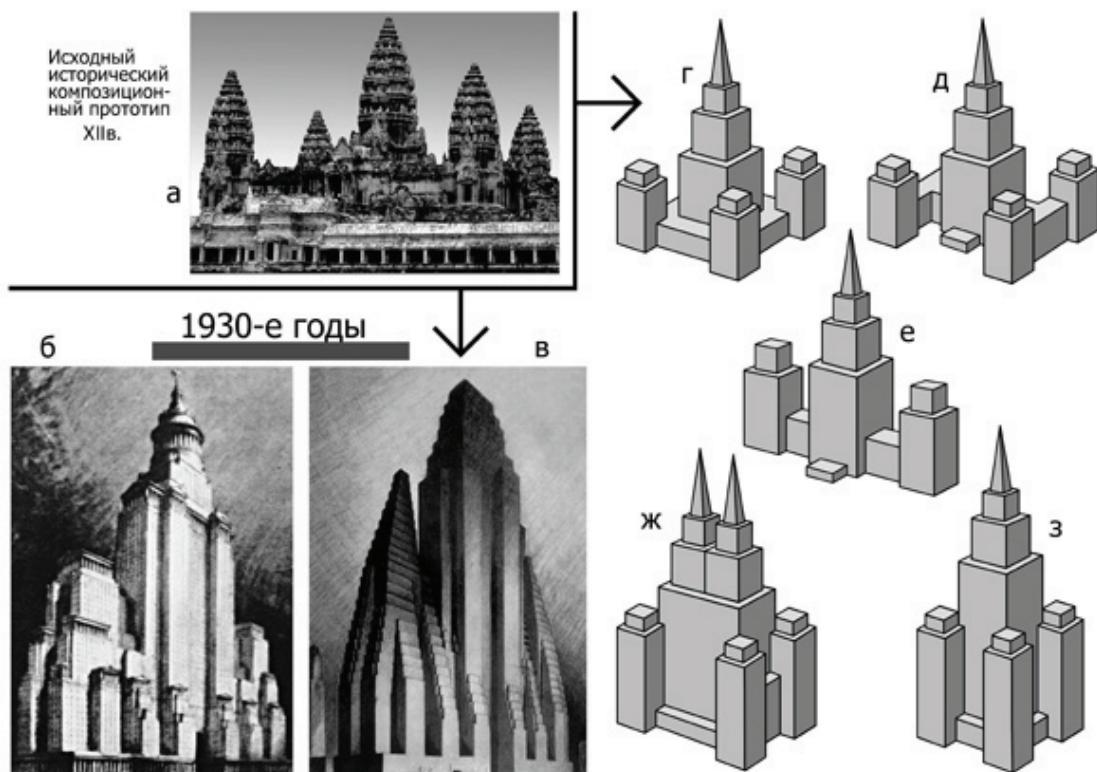 Исходный
исторический
композицион-
ный прототип
XIIв.
а
г
д
1930-е годы
б
в
е
ж
з